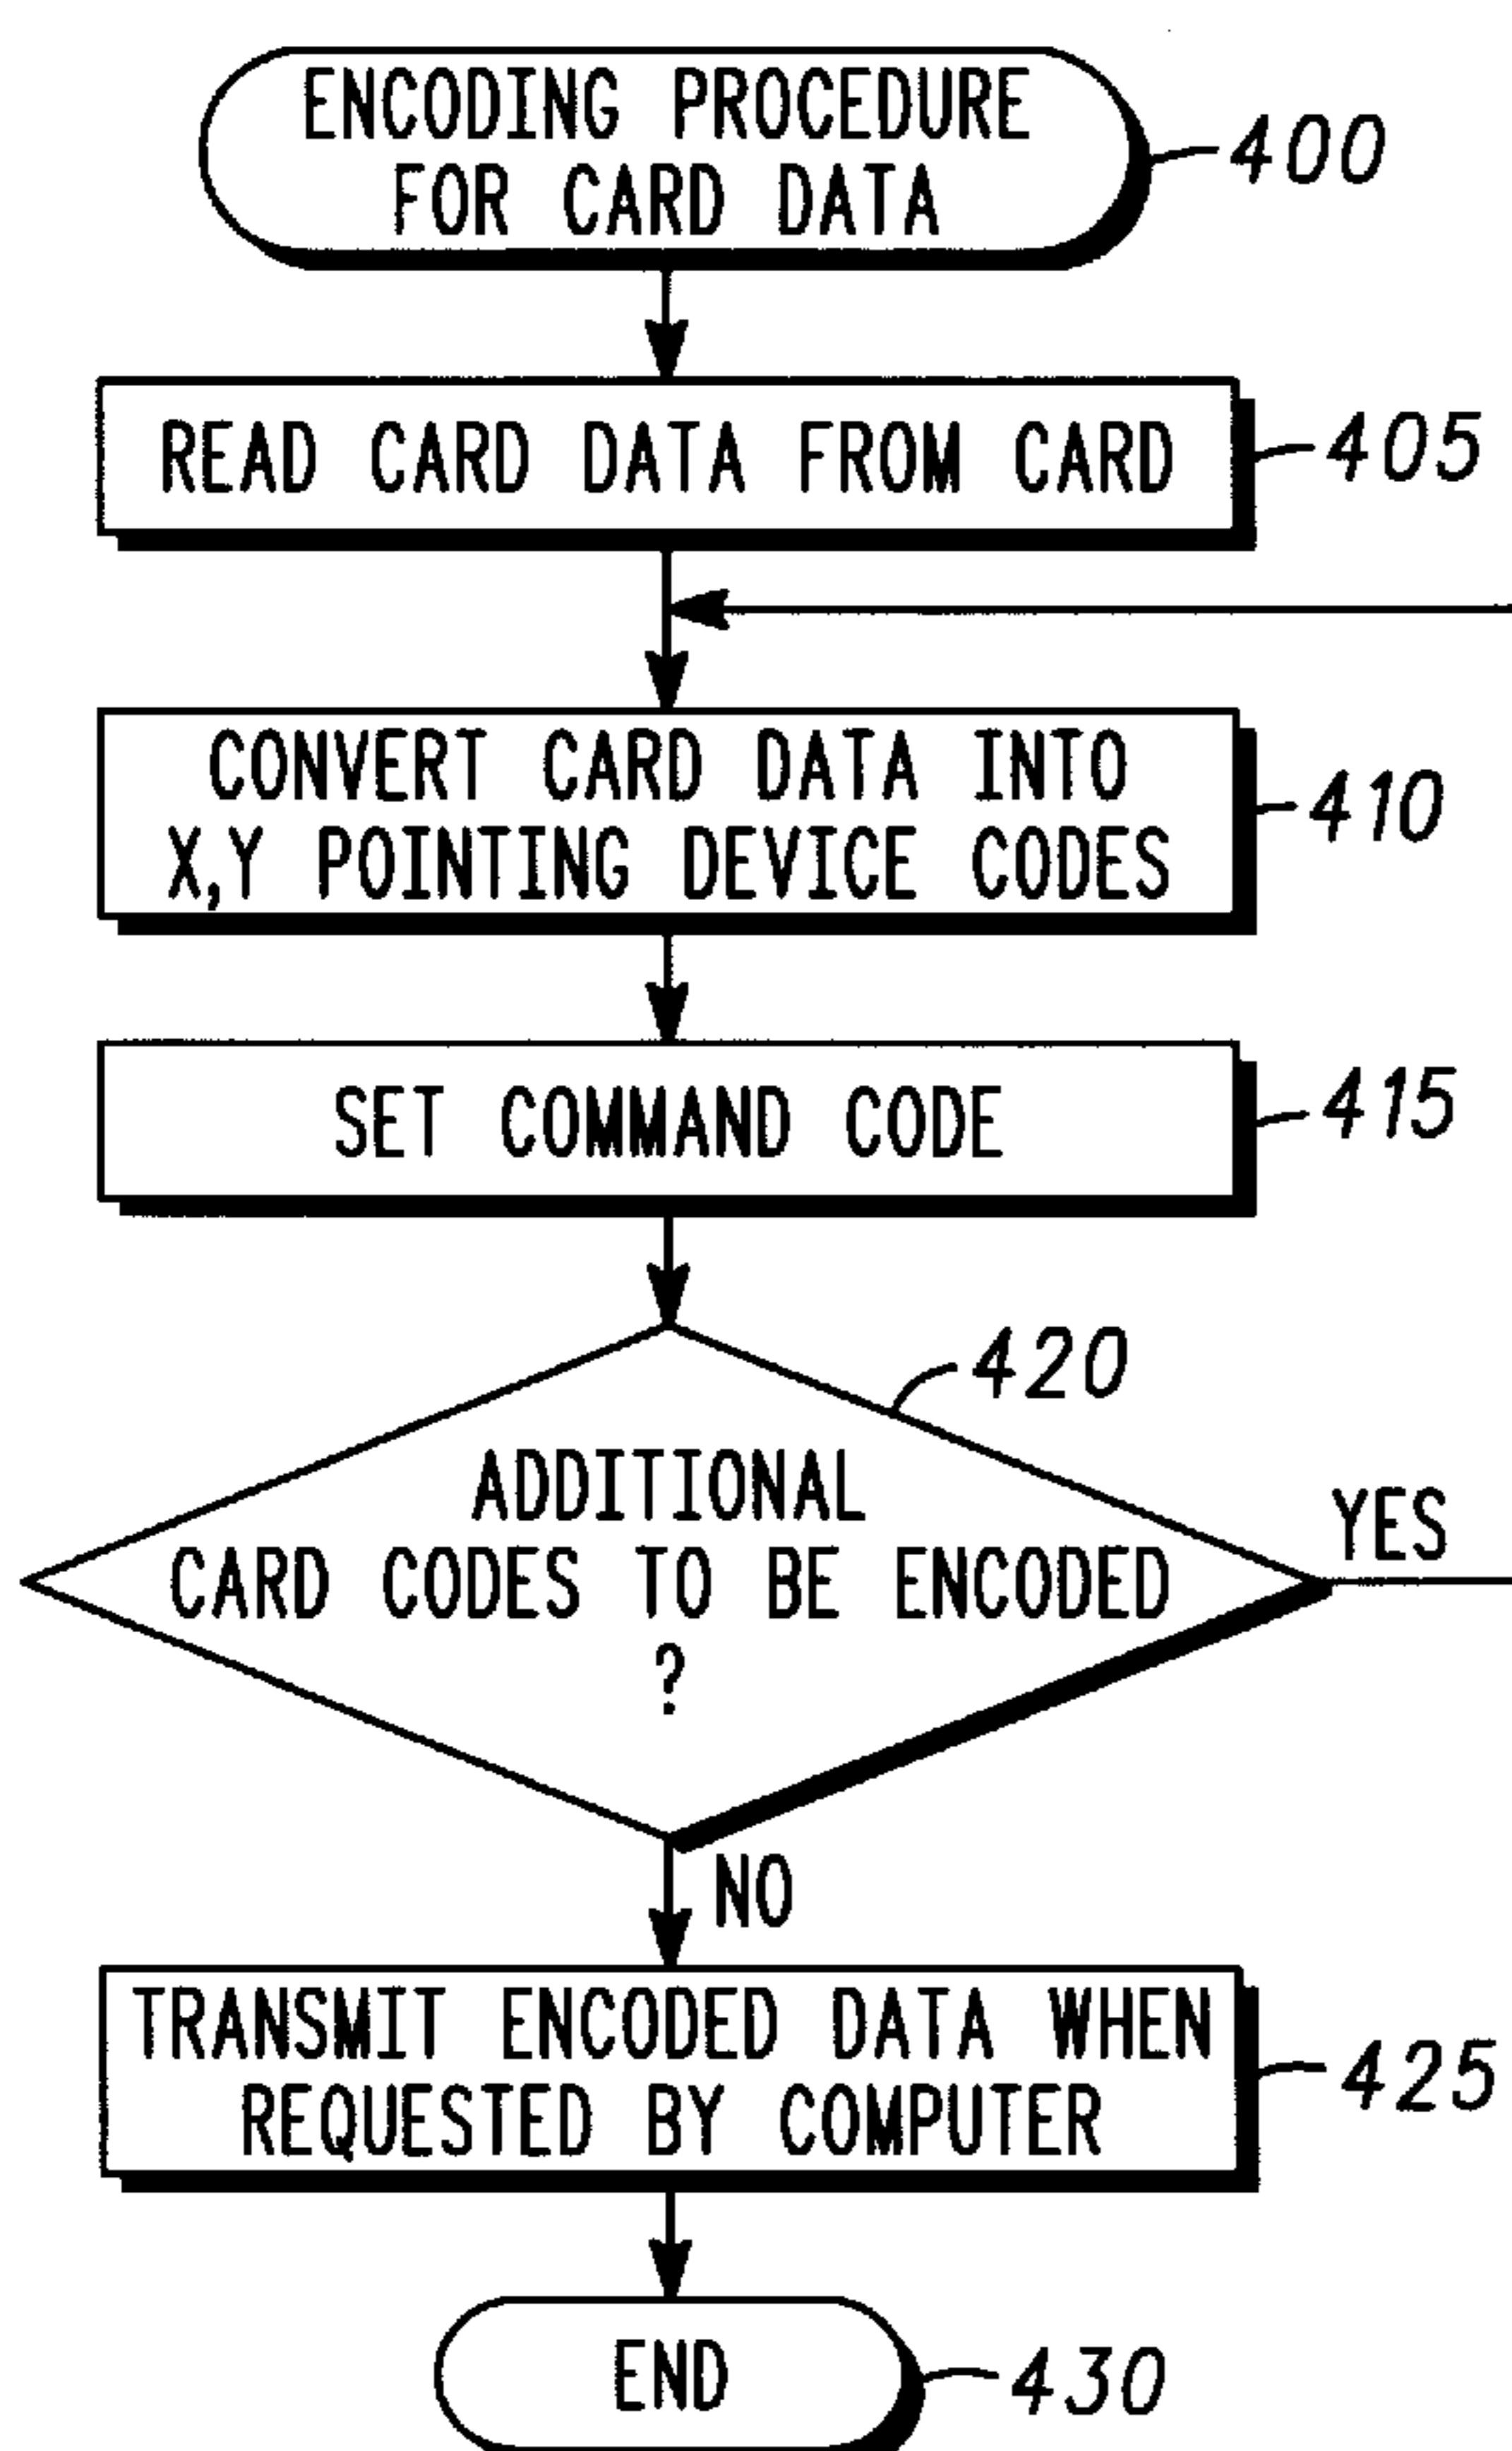 ENCODING PROCEDURE
FOR CARD DATA
400
READ CARD DATA FROM CARD
405
CONVERT CARD DATA INTO
X,Y POINTING DEVICE CODES
410
SET COMMAND CODE
415
420
ADDITIONAL
CARD CODES TO BE ENCODED
?
YES
NO
TRANSMIT ENCODED DATA WHEN
REQUESTED BY COMPUTER
425
END
430